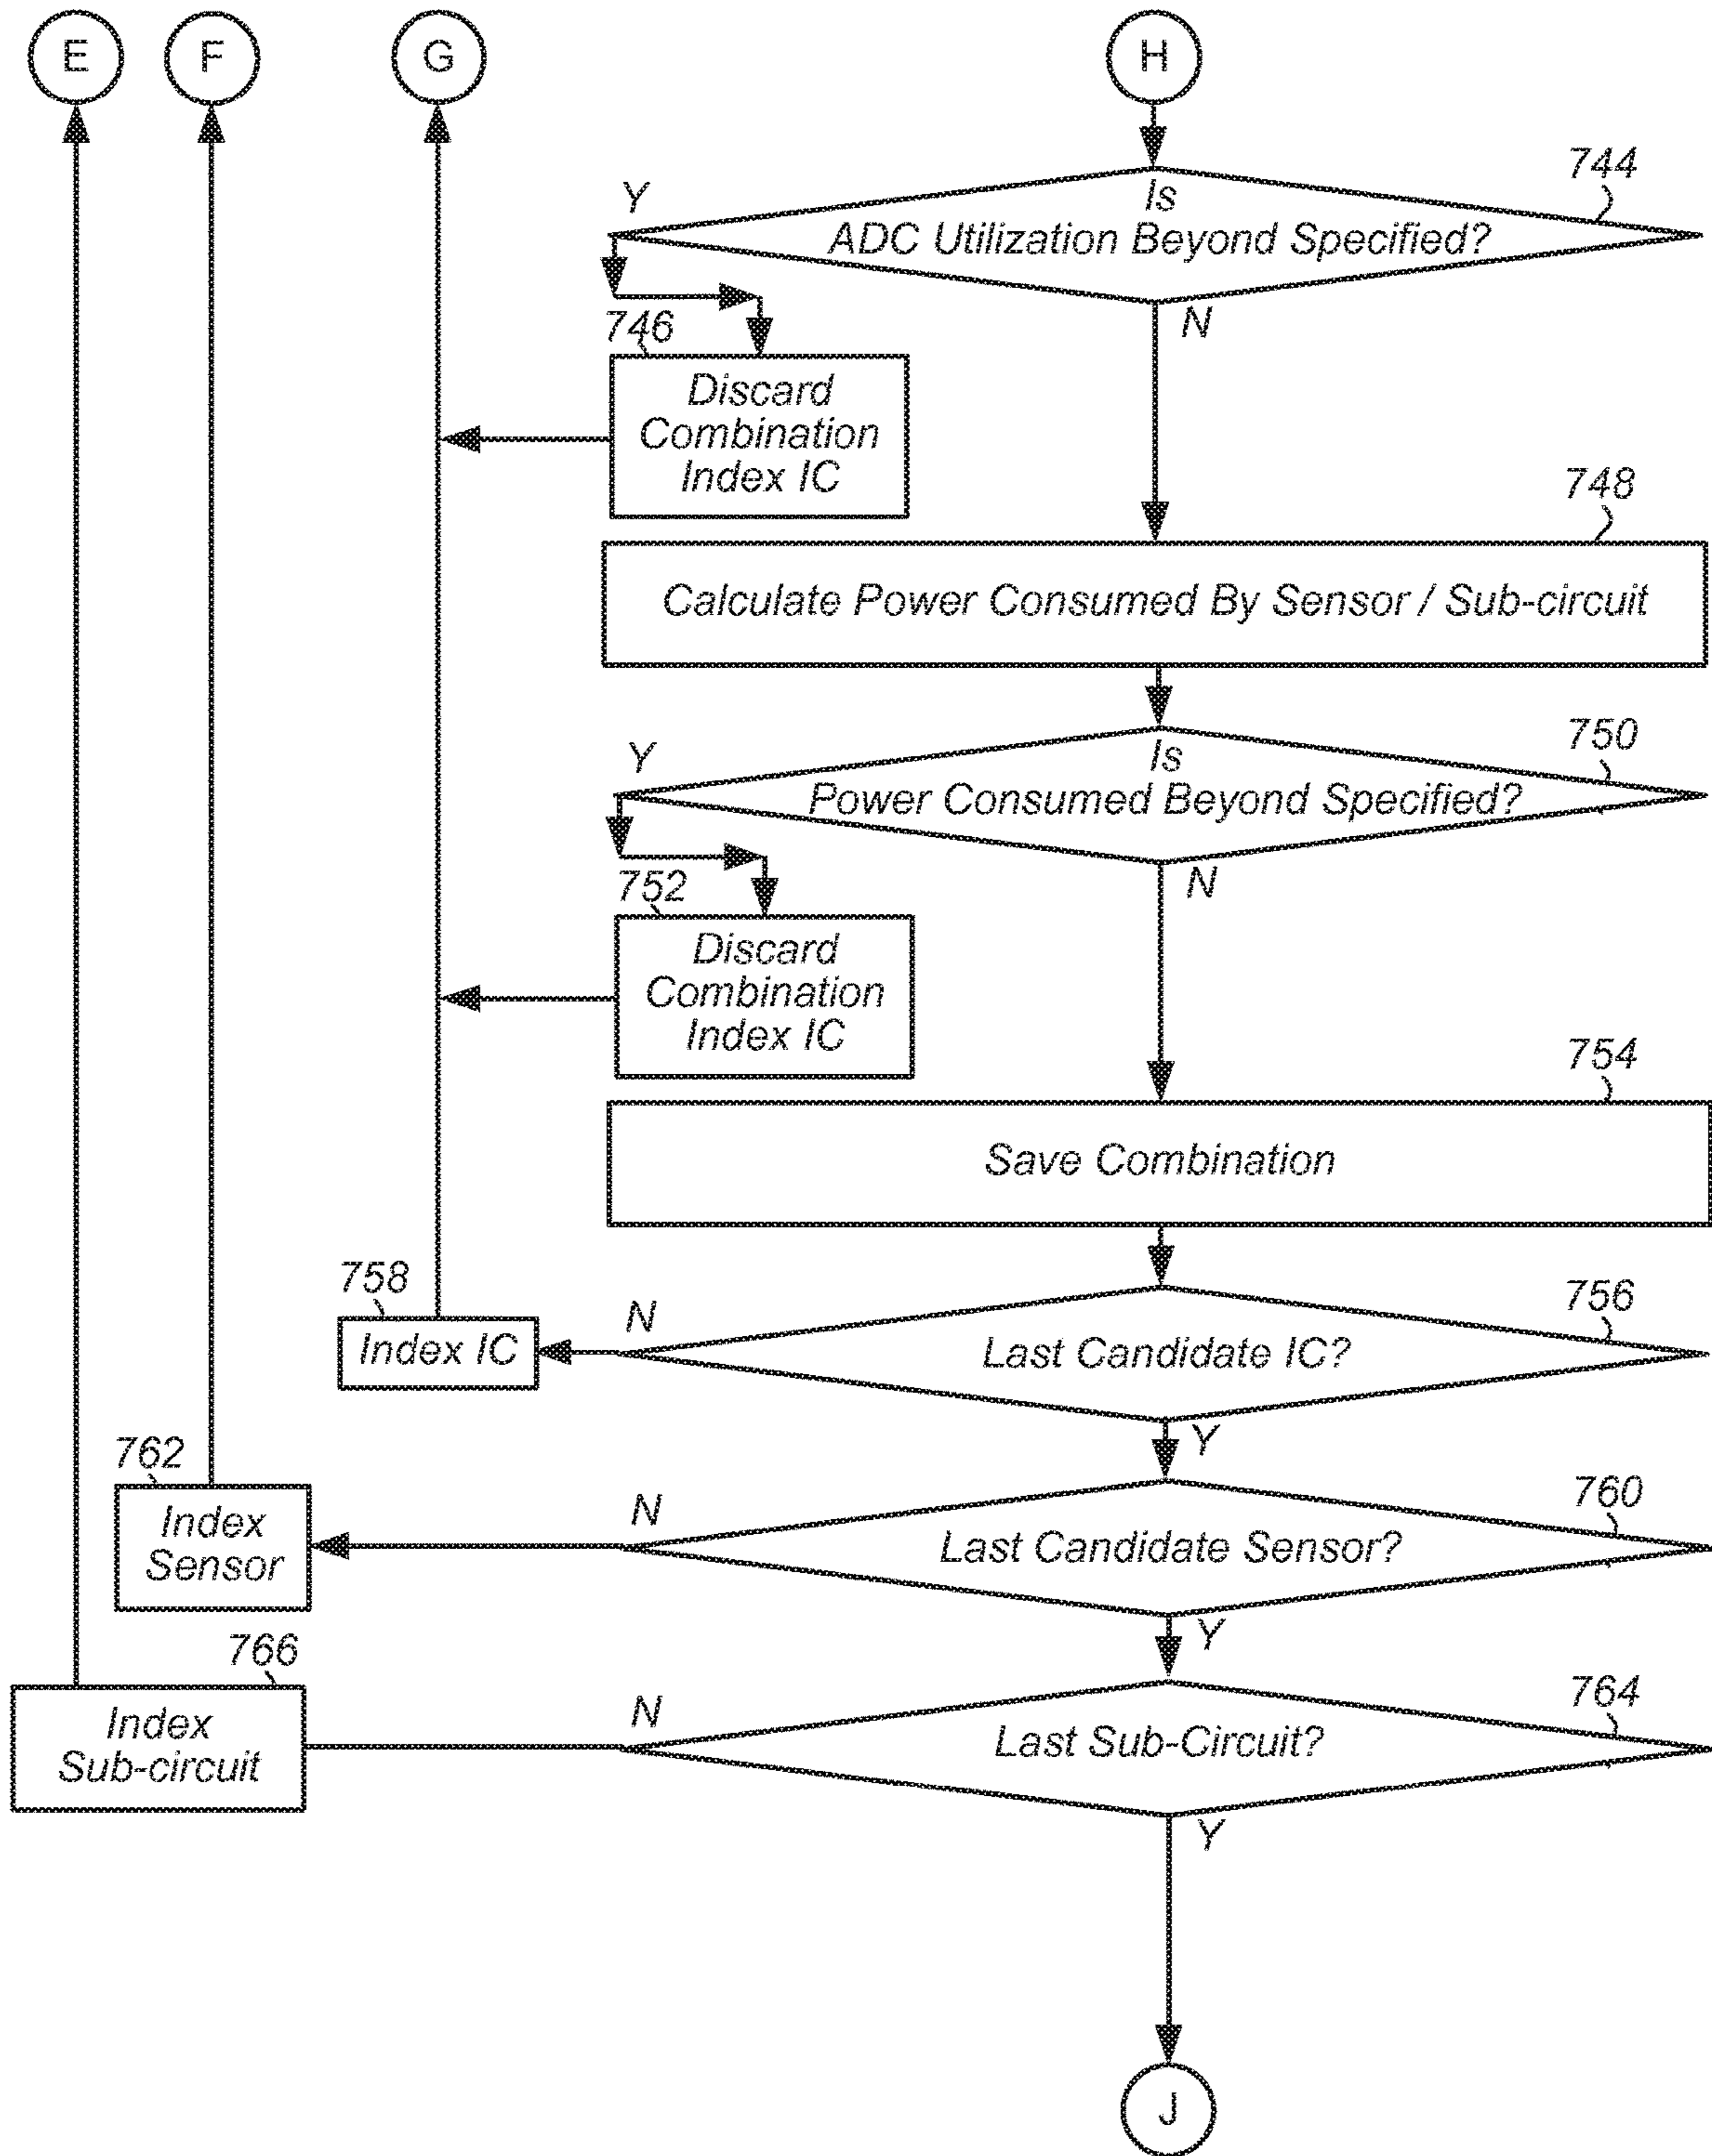 E
F
G
H
744
Y
Is
ADC Utilization Beyond Specified?
N
746
Discard
Combination
Index IC
748
Calculate Power Consumed By Sensor / Sub-circuit
750
Y
Is
Power Consumed Beyond Specified?
N
752
Discard
Combination
Index IC
754
Save Combination
758
756
N
Index IC
Last Candidate IC?
Y
762
760
N
Index
Sensor
Last Candidate Sensor?
Y
766
764
N
Index
Sub-circuit
Last Sub-Circuit?
Y
J